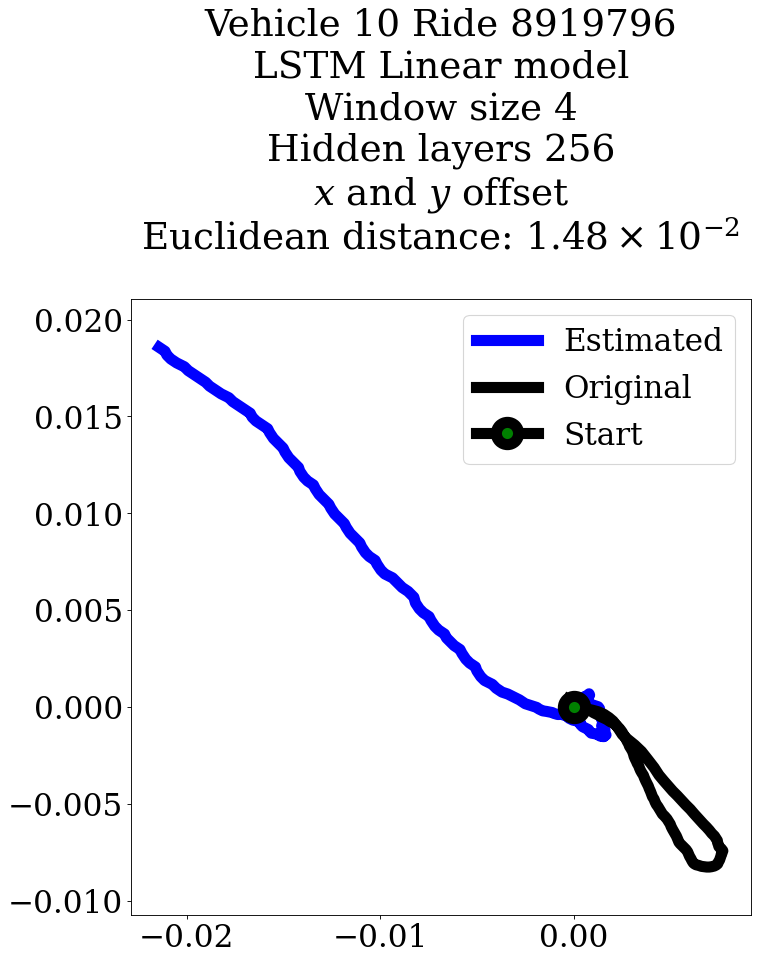 Vehicle 10 Ride 8919796
LSTM Linear model
Window size 4
Hidden layers 256
x and y offset
Euclidean distance: 1.48 × 10⁻²
0.020
0.015
0.010
0.005
0.000
−0.005
−0.010
Estimated
Original
Start
−0.02
−0.01
0.00